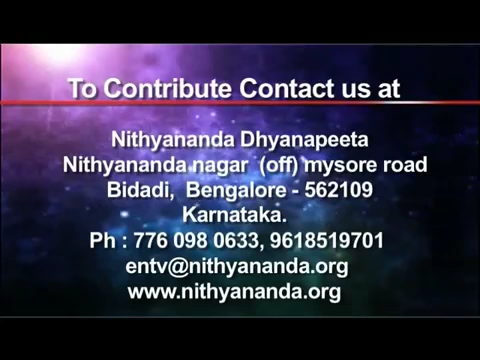 To Contribute Contact us at
Nithyananda Dhyanapeeta
Nithyananda nagar (off) mysore road
Bidadi, Bengalore - 562109
Karnataka.
Ph : 776 098 0633, 9618519701
entv@nithyananda.org
www.nithyananda.org